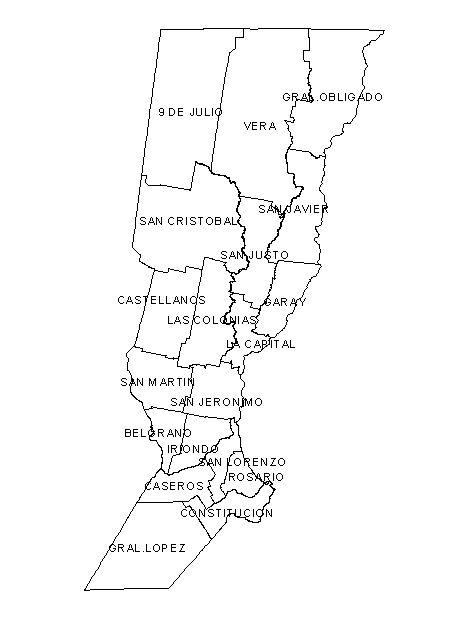 GRAL.OBLIGADO
9 DE JULIO
VERA
SAN JAVIER
SAN CRISTOBAL
SAN JUSTO
CASTELLANOS
GARAY
LAS COLONIAS
LA CAPITAL
SAN MARTIN
SAN JERONIMO
BELGRANO
IRIONDO
SAN LORENZO
ROSARIO
CASEROS
CONSTITUCION
GRAL.LOPEZ